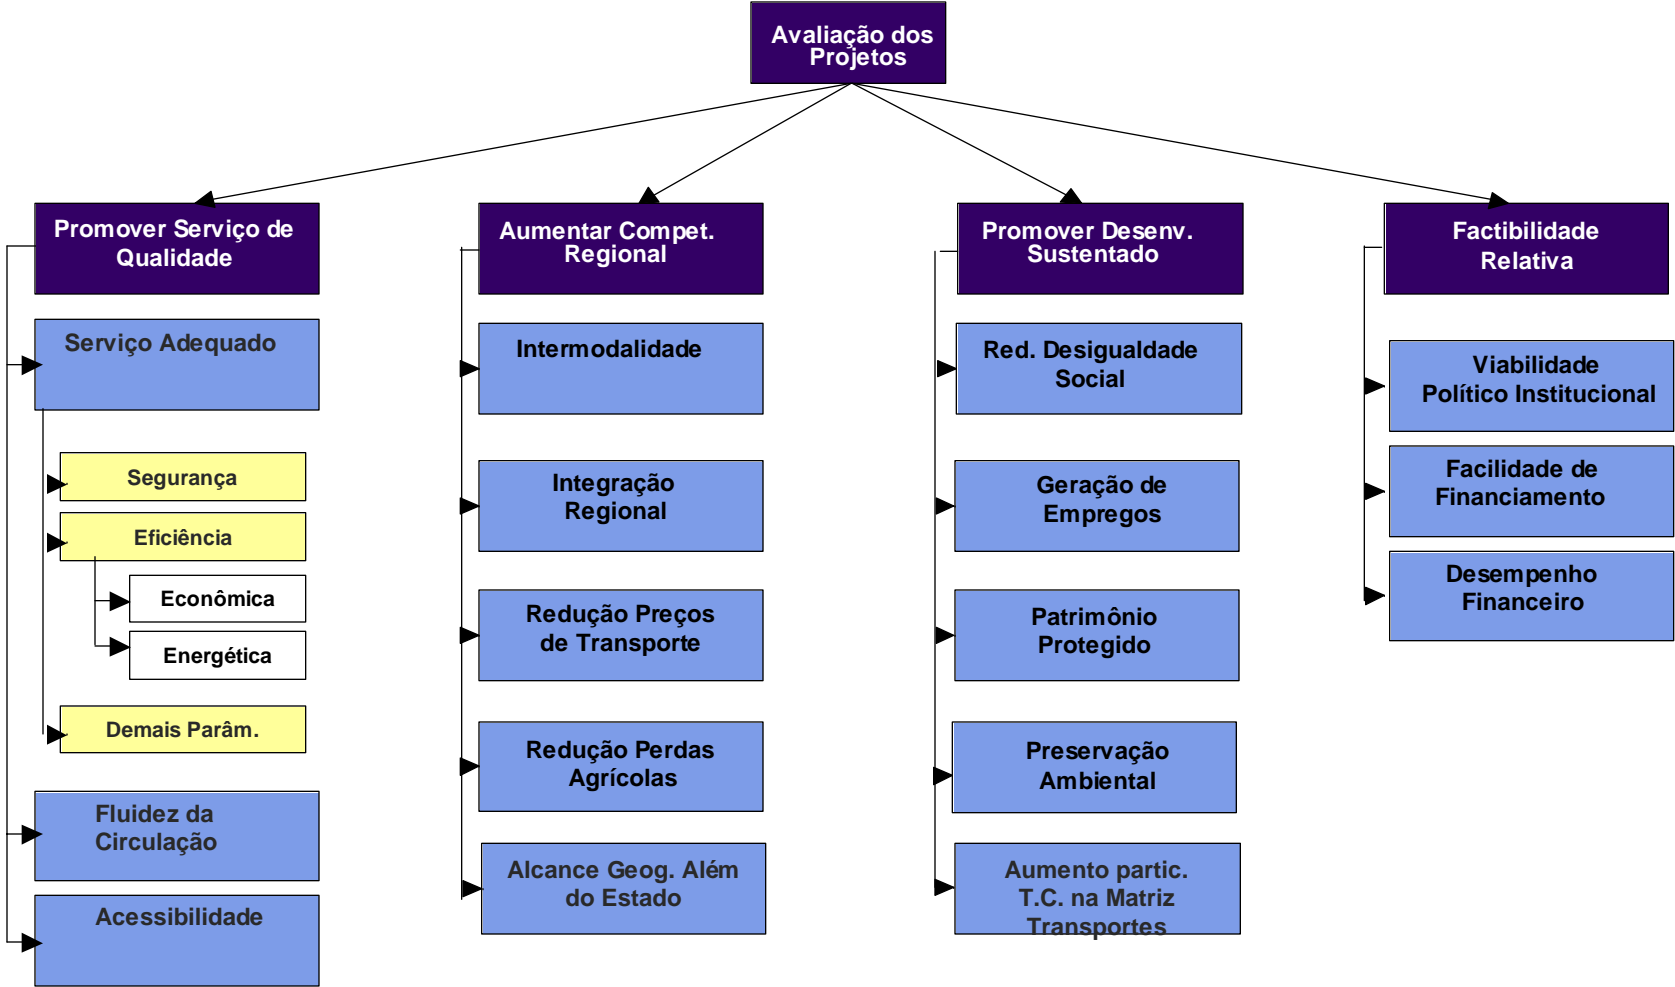 Avaliação dos
Projetos
Promover Serviço de
Qualidade
Serviço Adequado
Segurança
Eficiência
Econômica
Energética
Demais Parâm.
Fluidez da
Circulação
Acessibilidade
Aumentar Compet.
Regional
Intermodalidade
Integração
Regional
Redução Preços
de Transporte
Redução Perdas
Agrícolas
Alcance Geog. Além
do Estado
Promover Desenv.
Sustentado
Red. Desigualdade
Social
Geração de
Empregos
Patrimônio
Protegido
Preservação
Ambiental
Aumento partic.
T.C. na Matriz
Transportes
Factibilidade
Relativa
Viabilidade
Político Institucional
Facilidade de
Financiamento
Desempenho
Financeiro